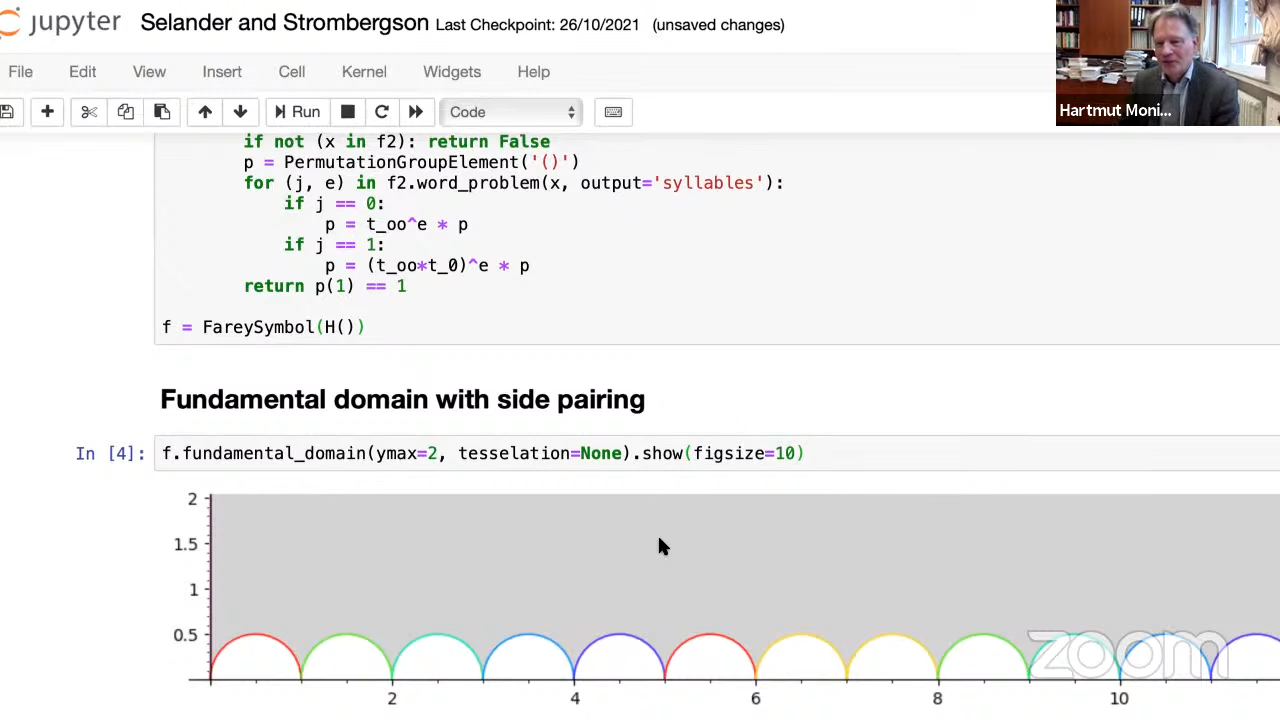 jupyter Selander and Strombergson Last Checkpoint: 26/10/2021 (unsaved changes)
File Edit View Insert Cell Kernel Widgets Help
Run Code
Hartmut Moni...
if not (x in f2): return False
p = PermutationGroupElement('()')
for (j, e) in f2.word_problem(x, output='syllables'):
if j == 0:
p = t_oo^e * p
if j == 1:
p = (t_oo*t_0)^e * p
return p(1) == 1
f = FareySymbol(H())
Fundamental domain with side pairing
In [4]: f.fundamental_domain(ymax=2, tesselation=None).show(figsize=10)
2
1.5
1
0.5
2 4 6 8 10
zoom